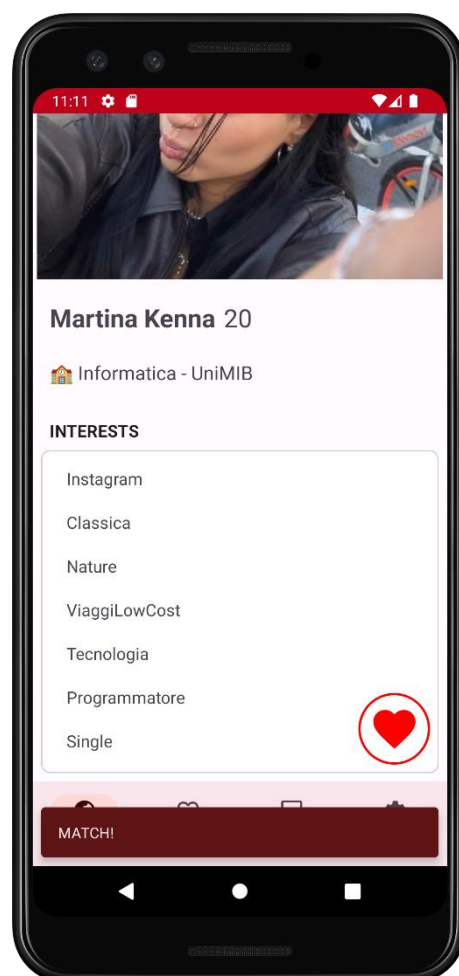 11:11
Martina Kenna 20
Informatica - UniMIB
INTERESTS
Instagram
Classica
Nature
ViaggiLowCost
Tecnologia
Programmatore
Single
MATCH!